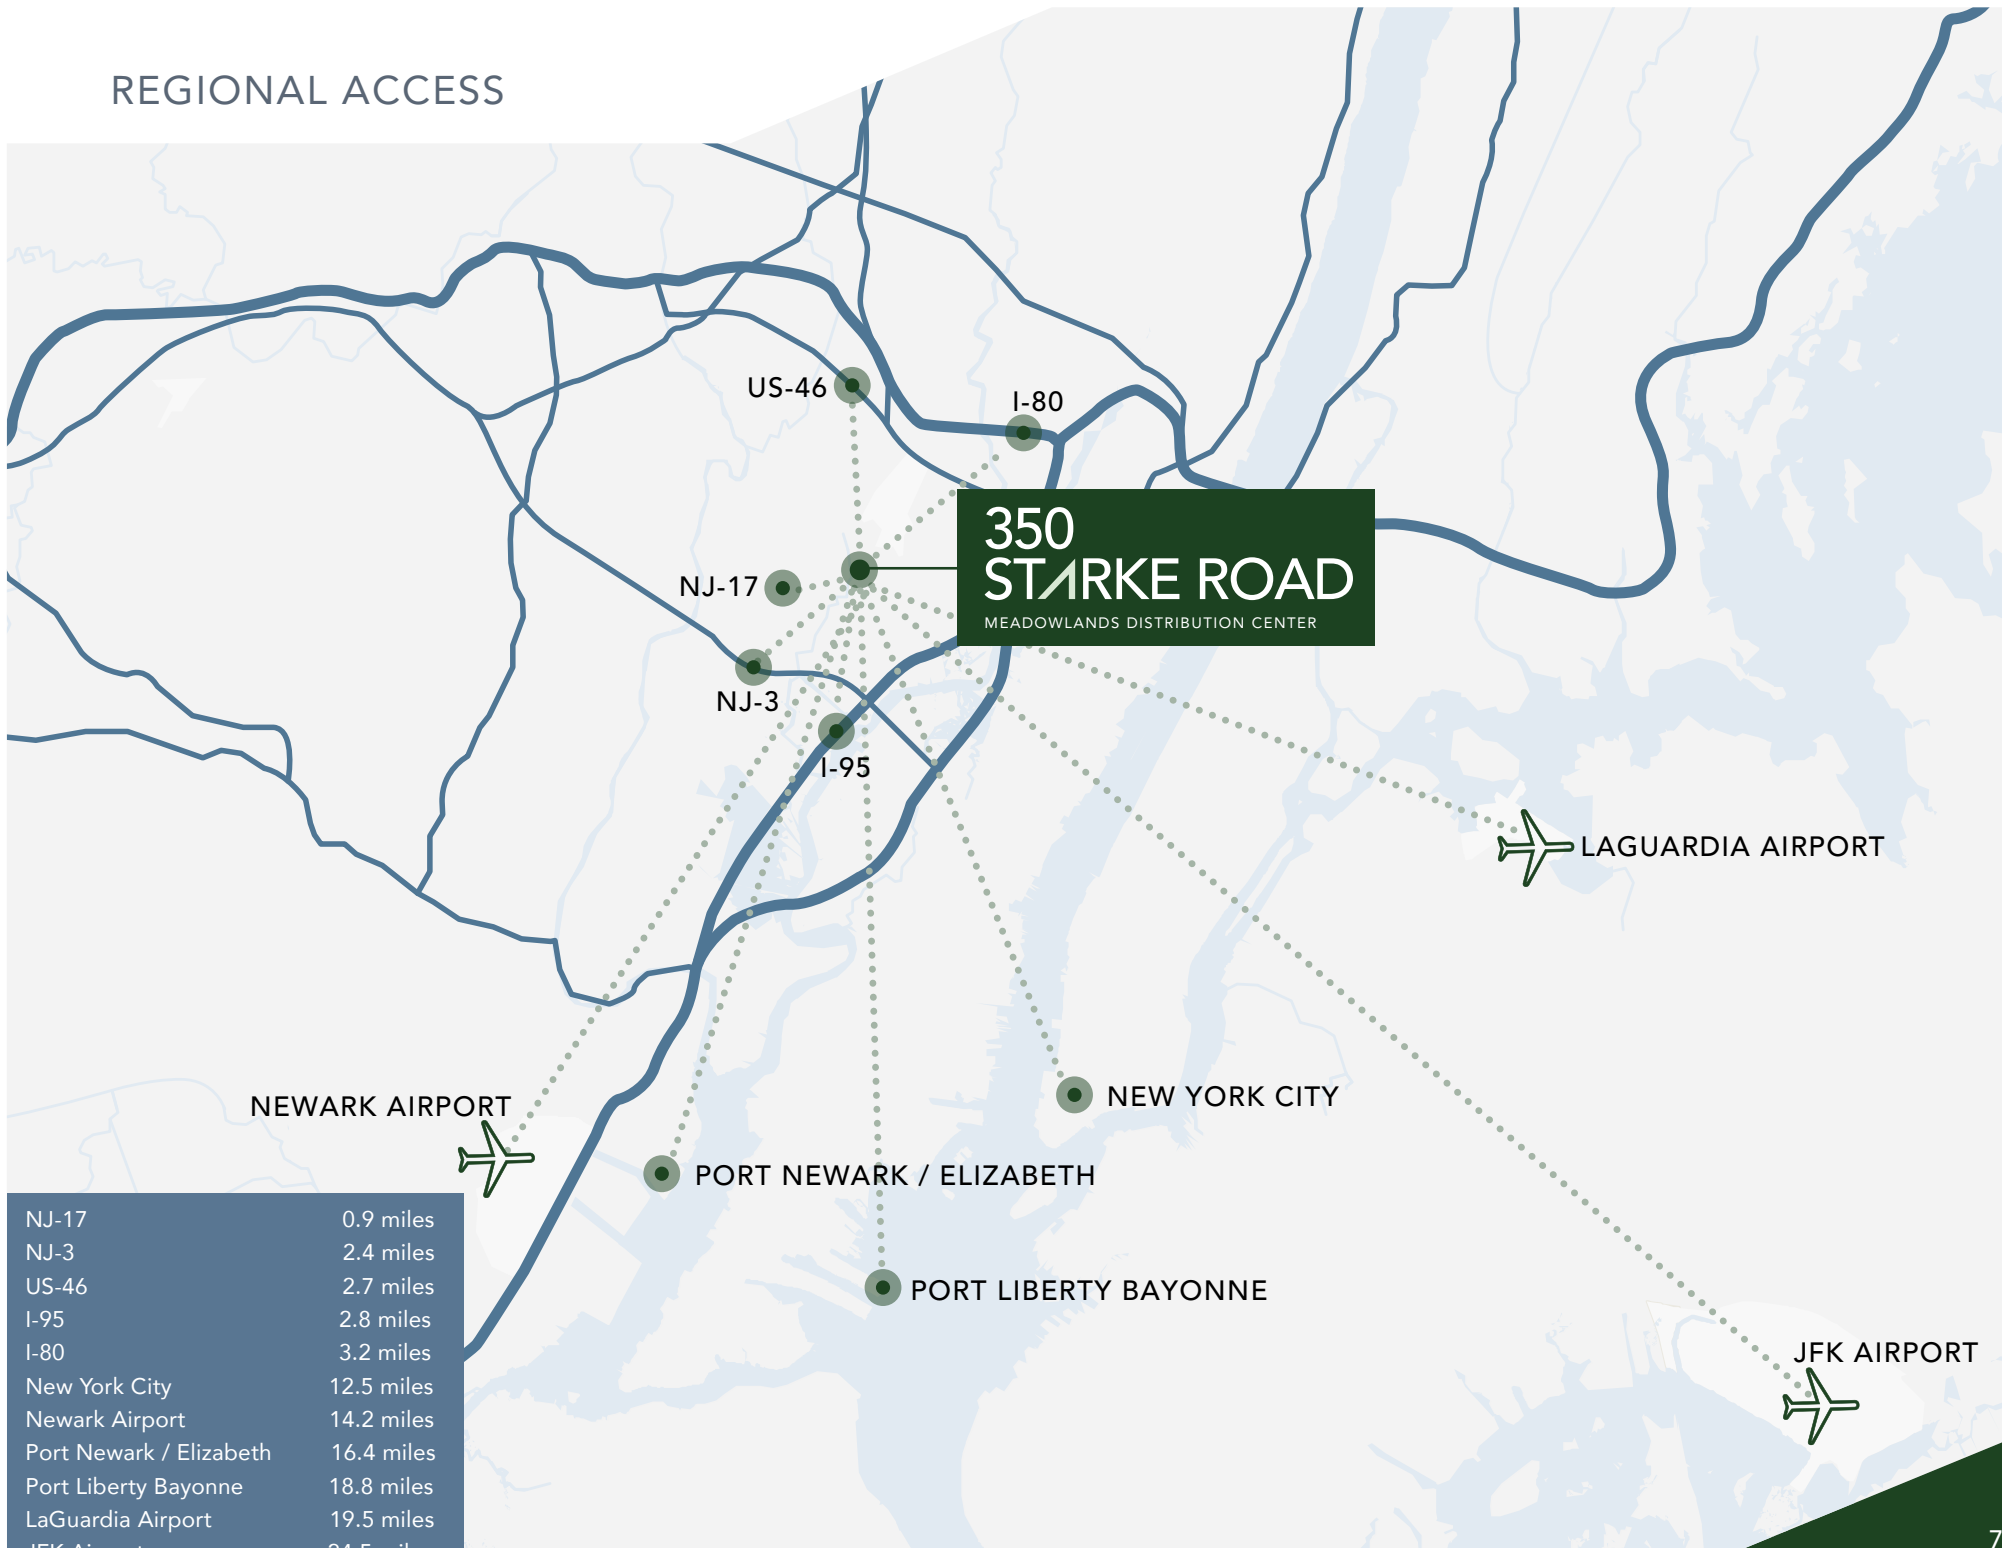 REGIONAL ACCESS
US-46
I-80
350
STARKE ROAD
MEADOWLANDS DISTRIBUTION CENTER
NJ-17
NJ-3
I-95
LAGUARDIA AIRPORT
NEWARK AIRPORT
NEW YORK CITY
PORT NEWARK / ELIZABETH
PORT LIBERTY BAYONNE
JFK AIRPORT
NJ-17 0.9 miles
NJ-3 2.4 miles
US-46 2.7 miles
I-95 2.8 miles
I-80 3.2 miles
New York City 12.5 miles
Newark Airport 14.2 miles
Port Newark / Elizabeth 16.4 miles
Port Liberty Bayonne 18.8 miles
LaGuardia Airport 19.5 miles
7